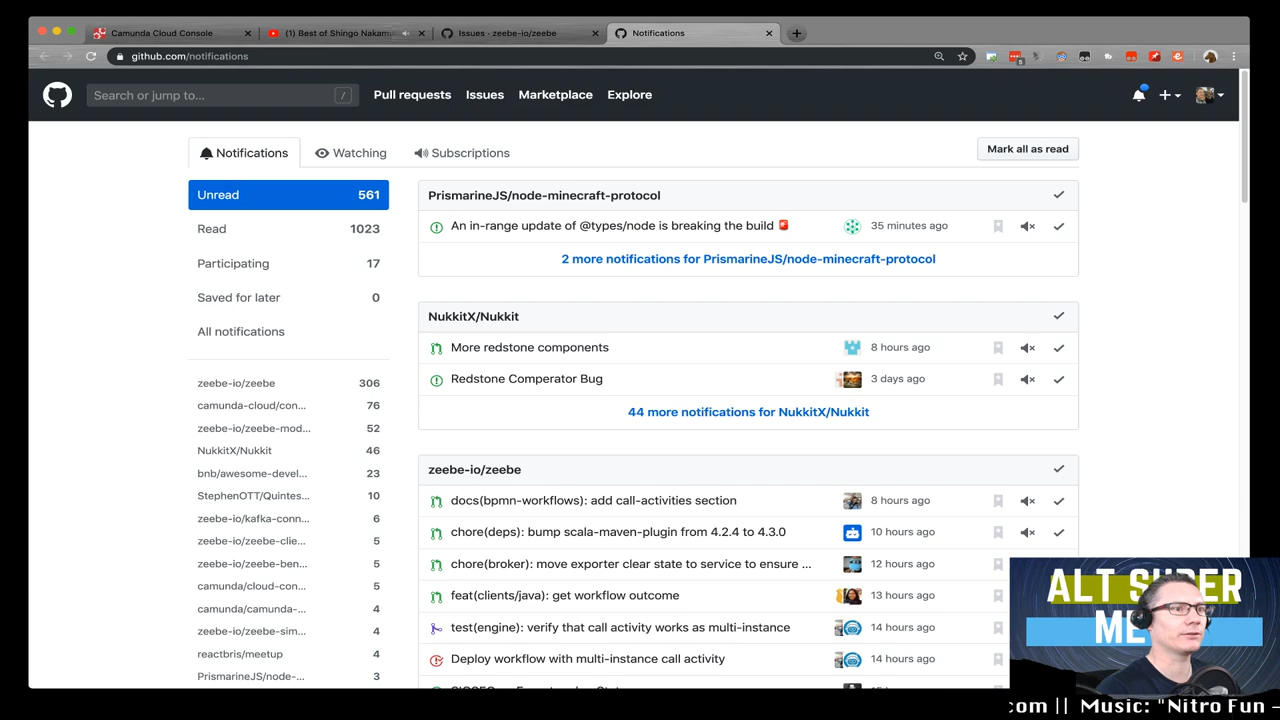 Camunda Cloud Console
(1) Best of Shingo Nakamu
Issues · zeebe-io/zeebe
Notifications
github.com/notifications
Search or jump to...
/
Pull requests
Issues
Marketplace
Explore
Notifications
Watching
Subscriptions
Mark all as read
Unread 561
Read 1023
Participating 17
Saved for later 0
All notifications
zeebe-io/zeebe 306
camunda-cloud/con... 76
zeebe-io/zeebe-mod... 52
NukkitX/Nukkit 46
bnb/awesome-devel... 23
StephenOTT/Quintes... 10
zeebe-io/kafka-conn... 6
zeebe-io/zeebe-clie... 5
zeebe-io/zeebe-ben... 5
camunda/cloud-con... 5
camunda/camunda-... 4
zeebe-io/zeebe-sim... 4
reactbris/meetup 4
PrismarineJS/node-... 3
PrismarineJS/node-minecraft-protocol
An in-range update of @types/node is breaking the build 35 minutes ago
2 more notifications for PrismarineJS/node-minecraft-protocol
NukkitX/Nukkit
More redstone components 8 hours ago
Redstone Comperator Bug 3 days ago
44 more notifications for NukkitX/Nukkit
zeebe-io/zeebe
docs(bpmn-workflows): add call-activities section 8 hours ago
chore(deps): bump scala-maven-plugin from 4.2.4 to 4.3.0 10 hours ago
chore(broker): move exporter clear state to service to ensure ... 12 hours ago
feat(clients/java): get workflow outcome 13 hours ago
test(engine): verify that call activity works as multi-instance 14 hours ago
Deploy workflow with multi-instance call activity 14 hours ago
ALT SUPER
ME
com || Music: "Nitro Fun -